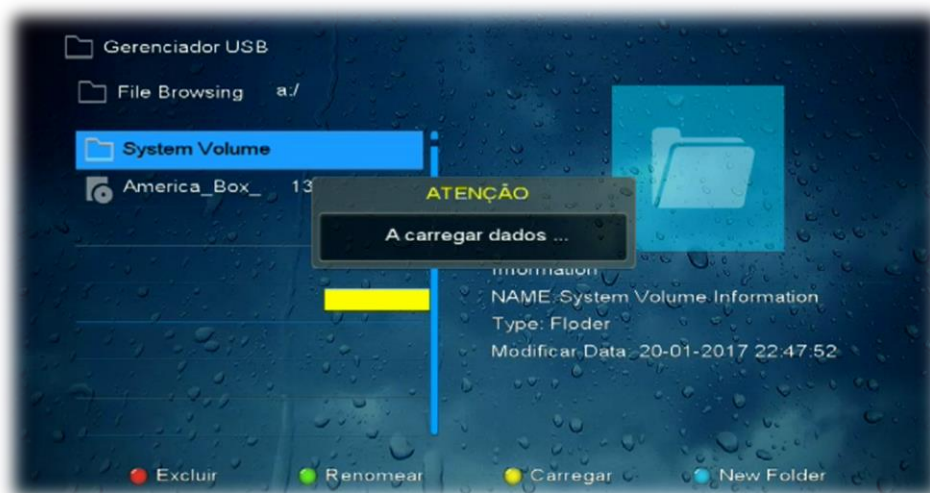 Gerenciador USB
File Browsing a:/
System Volume
America_Box_ 13
ATENÇÃO
A carregar dados ...
Information
NAME: System Volume Information
Type: Floder
Modificar Data: 20-01-2017 22:47:52
Excluir Renomear Carregar New Folder